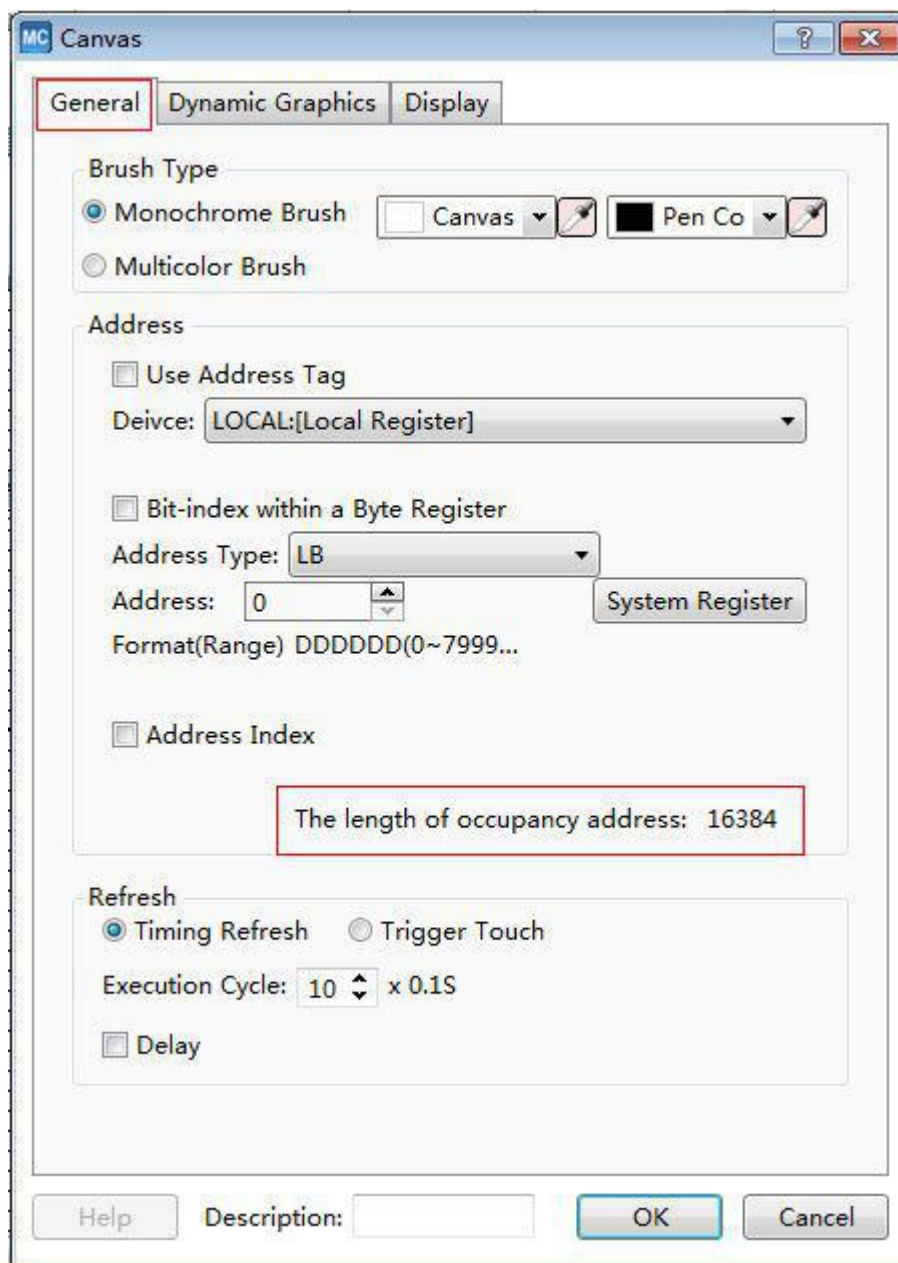 MC Canvas
General Dynamic Graphics Display
Brush Type
Monochrome Brush Canvas Pen Co
Multicolor Brush
Address
Use Address Tag
Deivce: LOCAL:[Local Register]
Bit-index within a Byte Register
Address Type: LB
Address: 0 System Register
Format(Range) DDDDDD(0~7999...
Address Index
The length of occupancy address: 16384
Refresh
Timing Refresh Trigger Touch
Execution Cycle: 10 x 0.1S
Delay
Help Description: OK Cancel